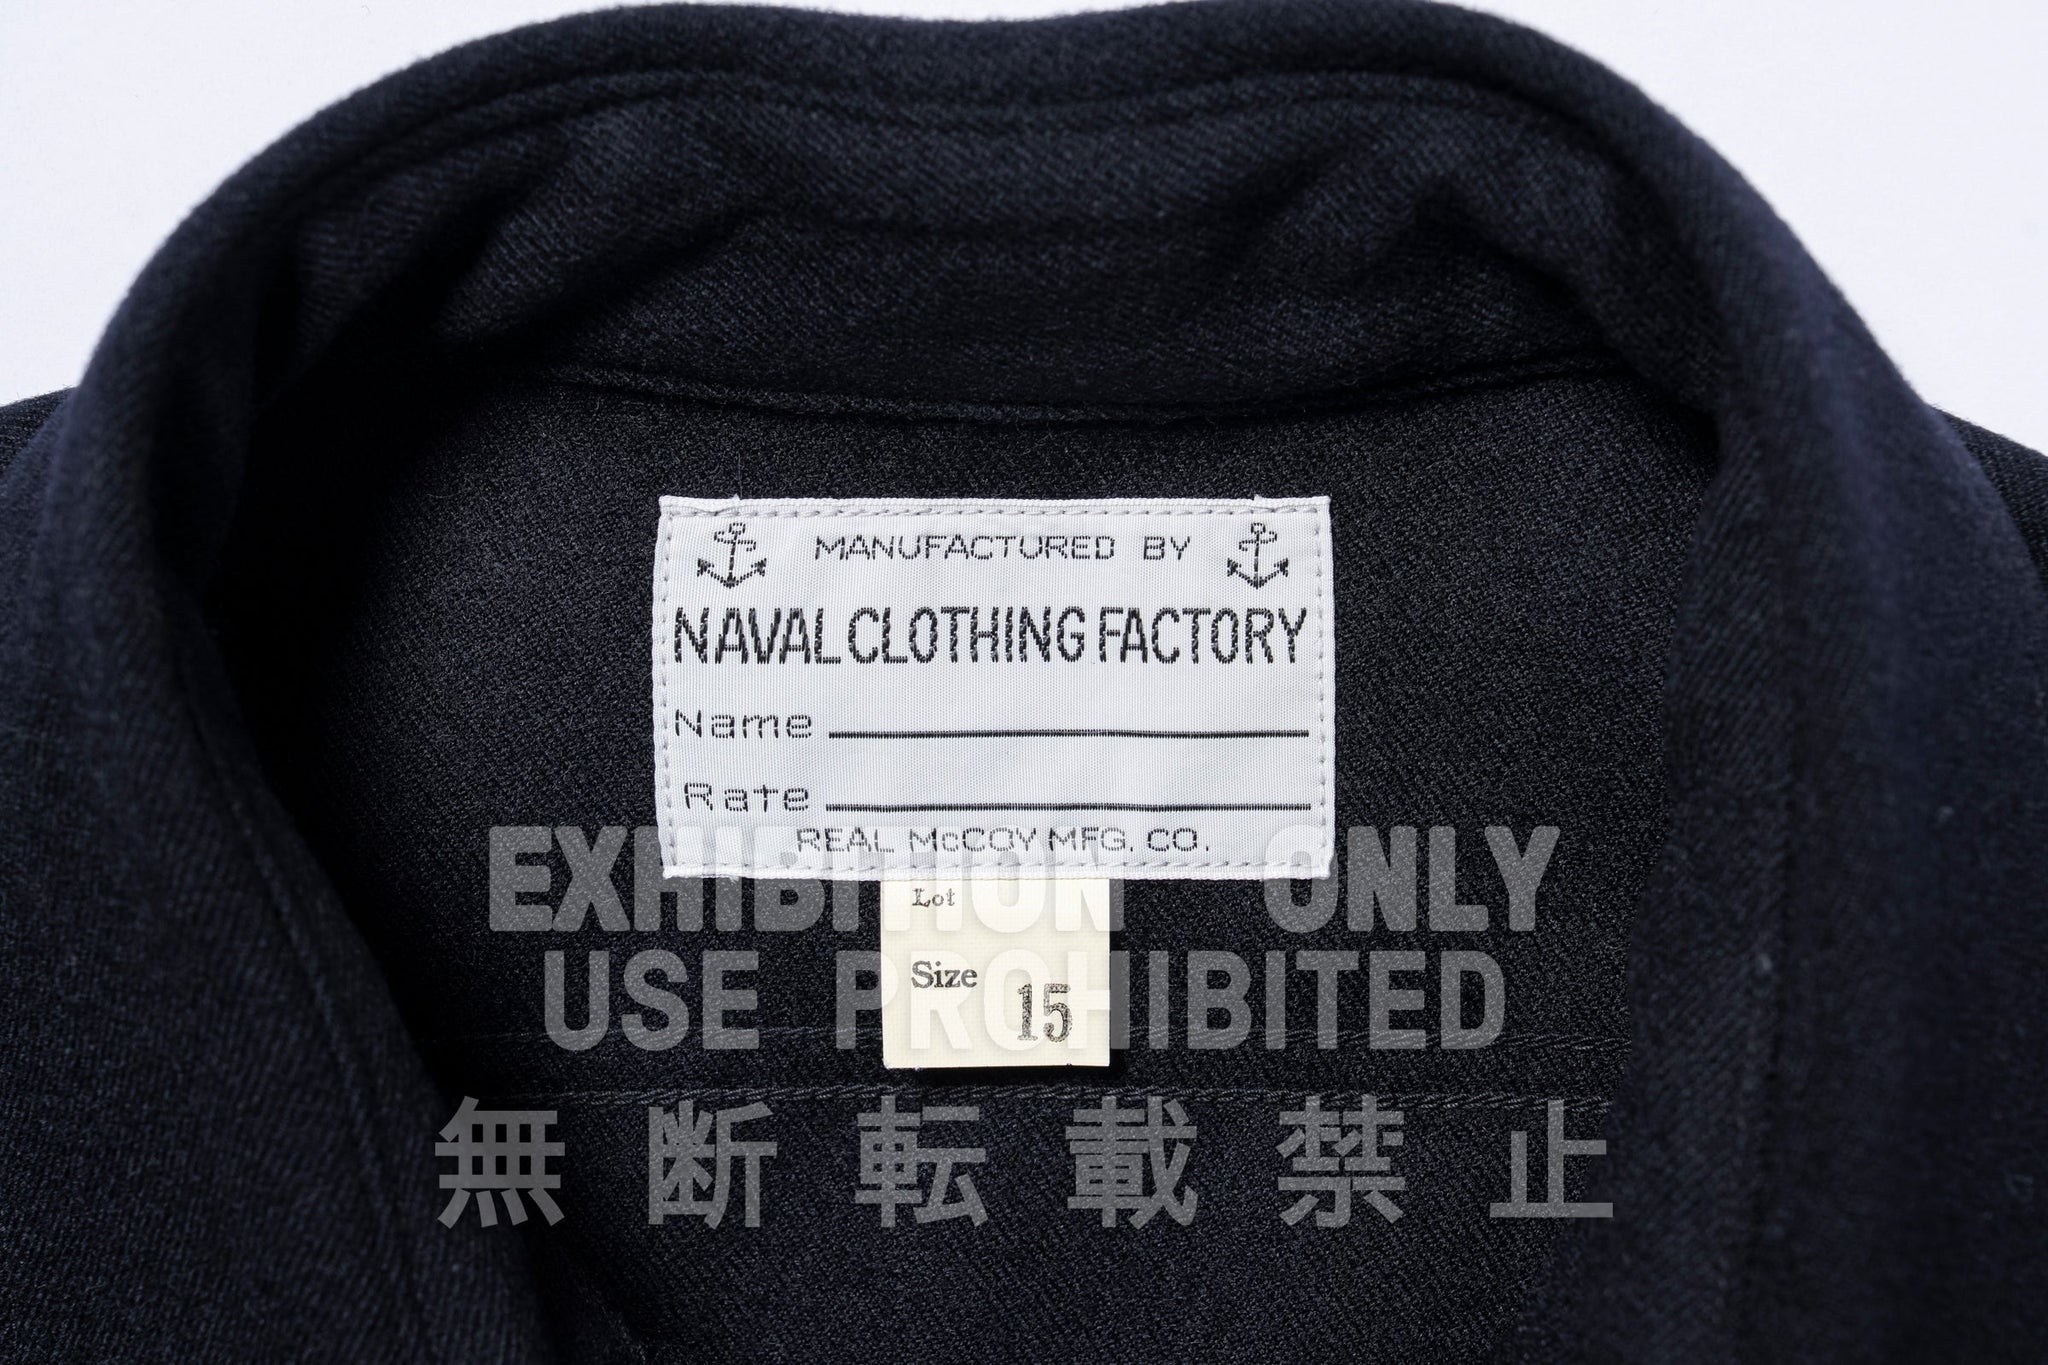 MANUFACTURED BY
NAVAL CLOTHING FACTORY
Name
Rate
REAL McCOY MFG. CO.
EXHIBITION ONLY
Lot
USE PROHIBITED
Size
15
無断転載禁止